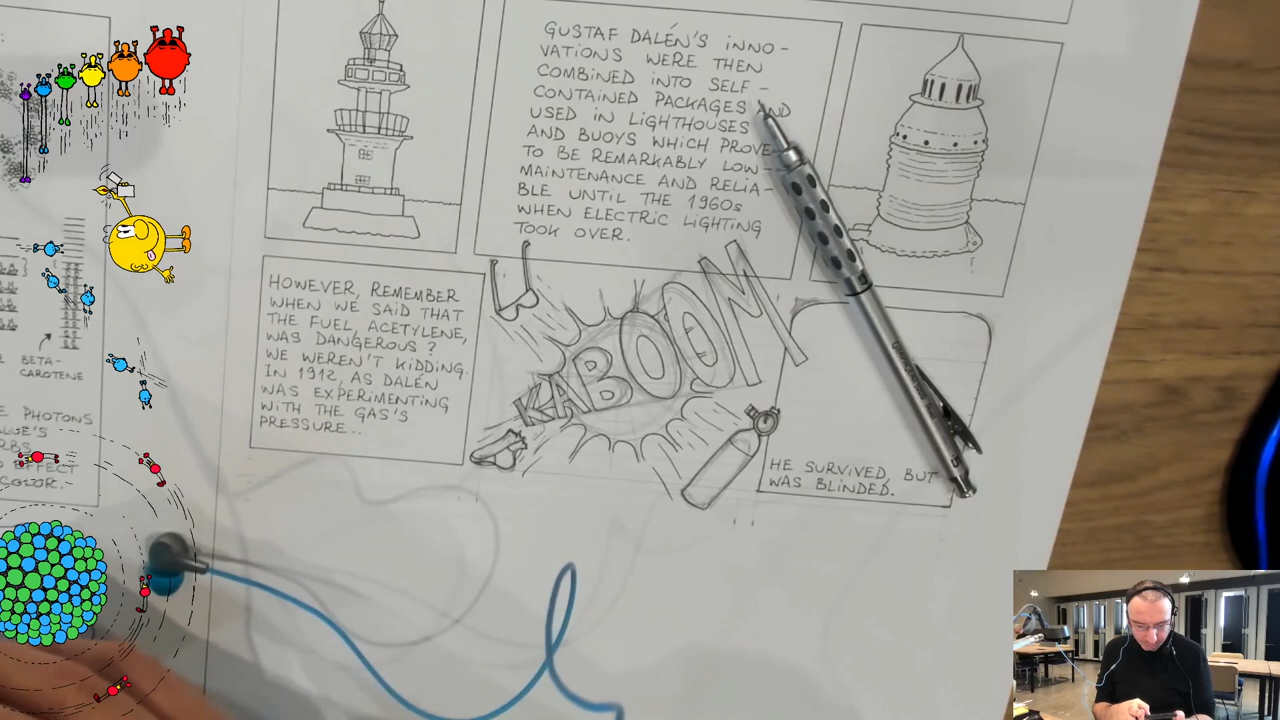 GUSTAF DALÉN'S INNO-
VATIONS WERE THEN
COMBINED INTO SELF-
CONTAINED PACKAGES AND
USED IN LIGHTHOUSES
AND BUOYS WHICH PROVE
TO BE REMARKABLY LOW
MAINTENANCE AND RELIA-
BLE UNTIL THE 1960s
WHEN ELECTRIC LIGHTING
TOOK OVER.
HOWEVER, REMEMBER
WHEN WE SAID THAT
THE FUEL, ACETYLENE,
WAS DANGEROUS?
WE WEREN'T KIDDING.
IN 1912, AS DALÉN
WAS EXPERIMENTING
WITH THE GAS'S
PRESSURE...
KABOOM
HE SURVIVED, BUT
WAS BLINDED.
BETA-
CAROTENE
PHOTONS
EFFECT
COLOR.-